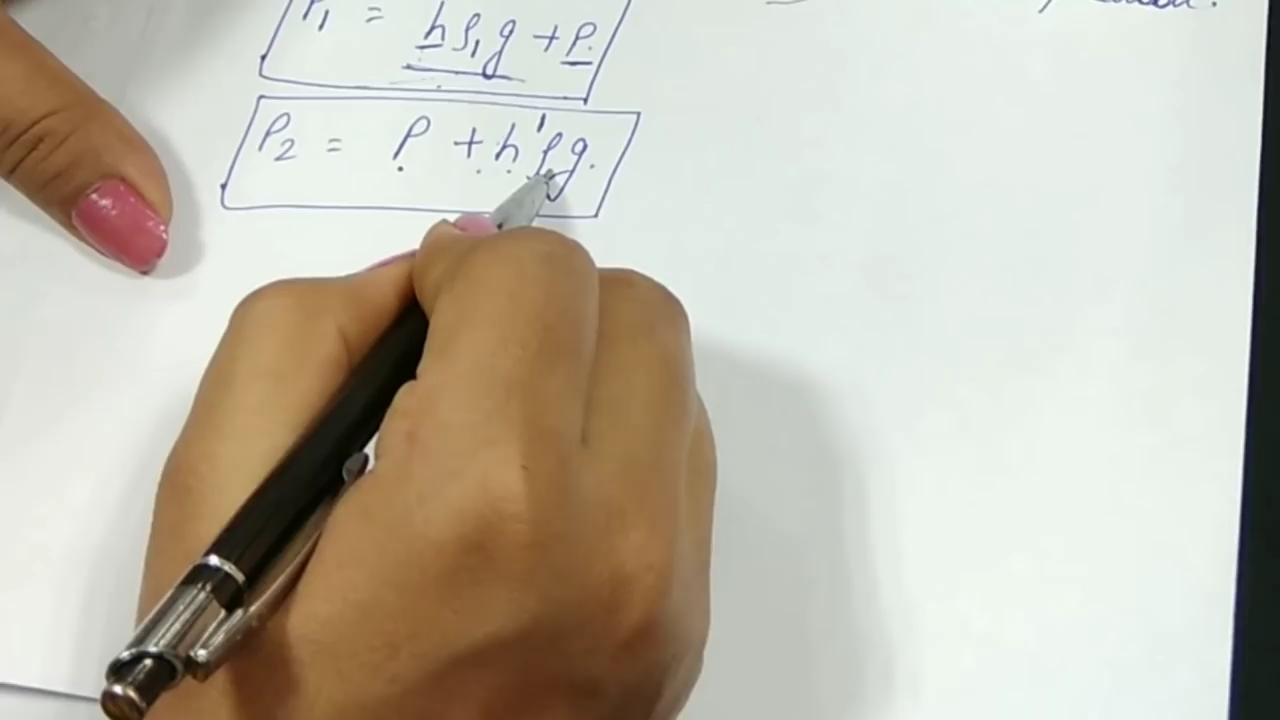 P₁ = hρ₁g + P.
P₂ = P + h'ρg.